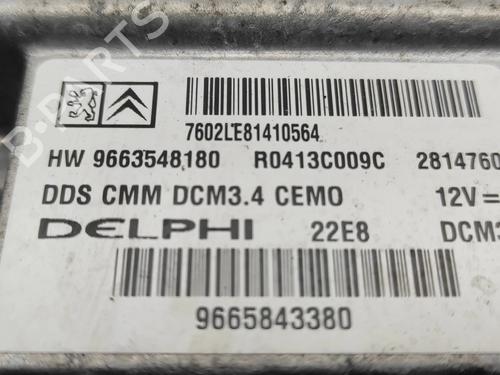 7602LE81410564
HW 9663548180 R0413C009C 2814760
DDS CMM DCM3.4 CEMO 12V=
DELPHI 22E8 DCM3
9665843380
B-PARTS